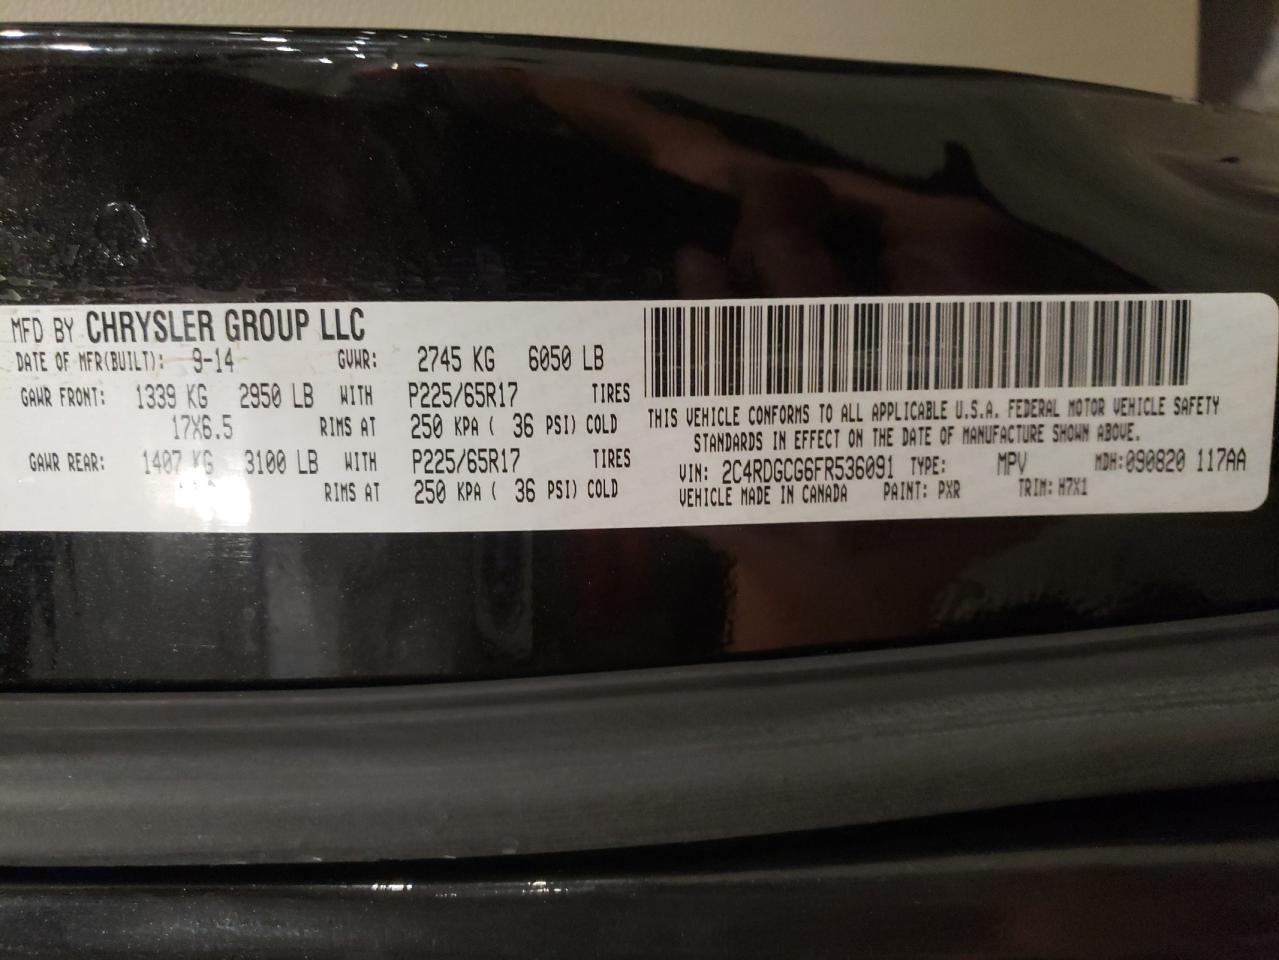 MFD BY CHRYSLER GROUP LLC
DATE OF MFR(BUILT): 9-14 GVWR: 2745 KG 6050 LB
GAWR FRONT: 1339 KG 2950 LB WITH P225/65R17 TIRES
17X6.5 RIMS AT 250 KPA ( 36 PSI) COLD
GAWR REAR: 1407 KG 3100 LB WITH P225/65R17 TIRES
RIMS AT 250 KPA ( 36 PSI) COLD
THIS VEHICLE CONFORMS TO ALL APPLICABLE U.S.A. FEDERAL MOTOR VEHICLE SAFETY
STANDARDS IN EFFECT ON THE DATE OF MANUFACTURE SHOWN ABOVE.
VIN: 2C4RDGCG6FR536091 TYPE: MPV MDH:090820 117AA
VEHICLE MADE IN CANADA PAINT: PXR TRIM: H7X1